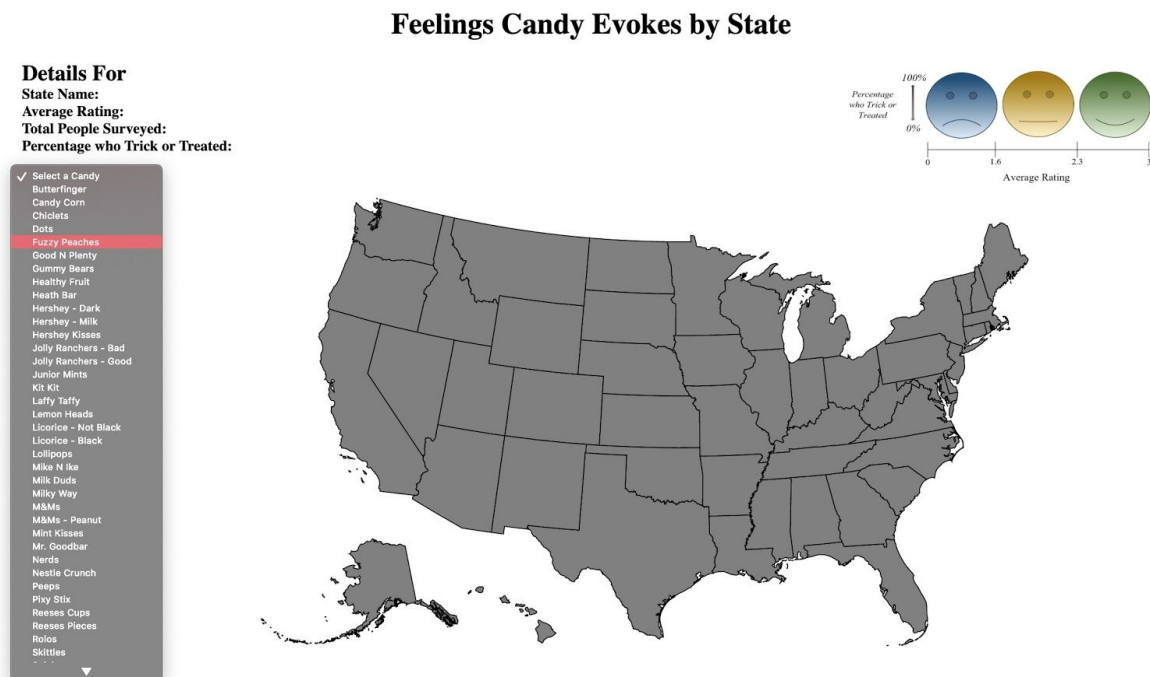 Feelings Candy Evokes by State
Details For
State Name:
Average Rating:
Total People Surveyed:
Percentage who Trick or Treated:
✓ Select a Candy
Butterfinger
Candy Corn
Chiclets
Dots
Fuzzy Peaches
Good N Plenty
Gummy Bears
Healthy Fruit
Heath Bar
Hershey - Dark
Hershey - Milk
Hershey Kisses
Jolly Ranchers - Bad
Jolly Ranchers - Good
Junior Mints
Kit Kit
Laffy Taffy
Lemon Heads
Licorice - Not Black
Licorice - Black
Lollipops
Mike N Ike
Milk Duds
Milky Way
M&Ms
M&Ms - Peanut
Mint Kisses
Mr. Goodbar
Nerds
Nestle Crunch
Peeps
Pixy Stix
Reeses Cups
Reeses Pieces
Rolos
Skittles
100%
Percentage
who Trick or
Treated
0%
0 1.6 2.3 3
Average Rating